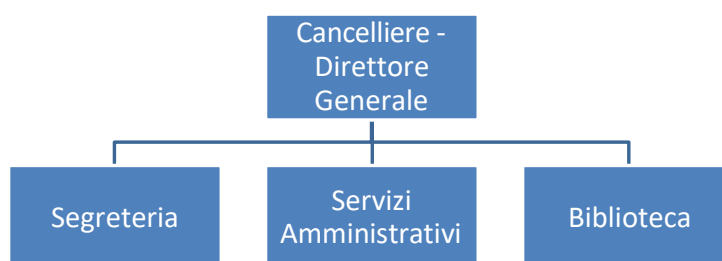 Cancelliere -
Direttore
Generale
Segreteria
Servizi
Amministrativi
Biblioteca